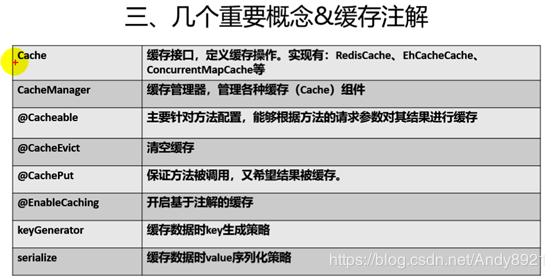 三、几个重要概念&缓存注解
Cache 缓存接口，定义缓存操作。实现有：RedisCache、EhCacheCache、
ConcurrentMapCache等
CacheManager 缓存管理器，管理各种缓存（Cache）组件
@Cacheable 主要针对方法配置，能够根据方法的请求参数对其结果进行缓存
@CacheEvict 清空缓存
@CachePut 保证方法被调用，又希望结果被缓存。
@EnableCaching 开启基于注解的缓存
keyGenerator 缓存数据时key生成策略
serialize 缓存数据时value序列化策略
https://blog.csdn.net/Andy8921